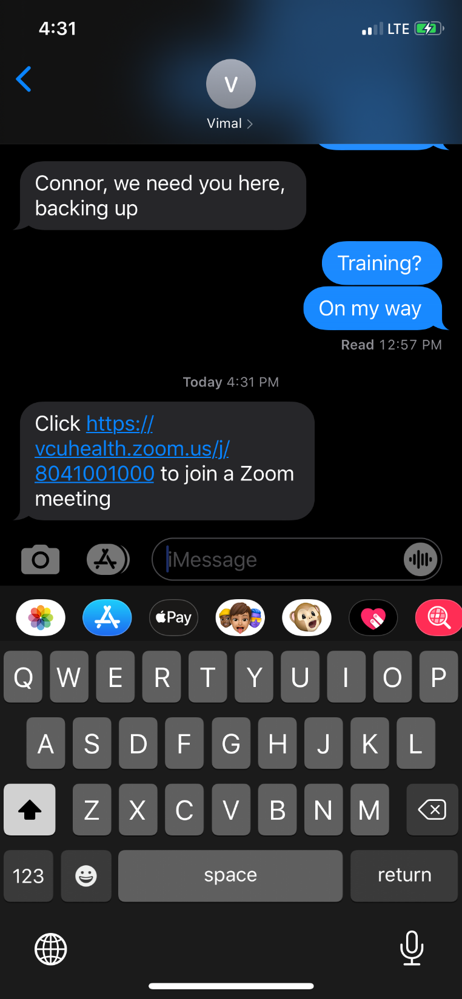 4:31
LTE
V
Vimal
Connor, we need you here,
backing up
Training?
On my way
Read 12:57 PM
Today 4:31 PM
Click https://
vcuhealth.zoom.us/j/
8041001000 to join a Zoom
meeting
iMessage
Pay
Q W E R T Y U I O P
A S D F G H J K L
Z X C V B N M
123 space return